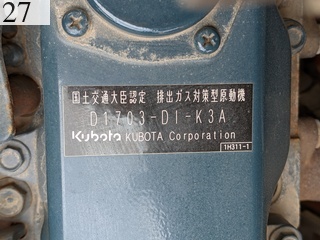 27
国土交通大臣認定 排出ガス対策型原動機
D1703-DI-K3A
Kubota KUBOTA Corporation
1H311-1